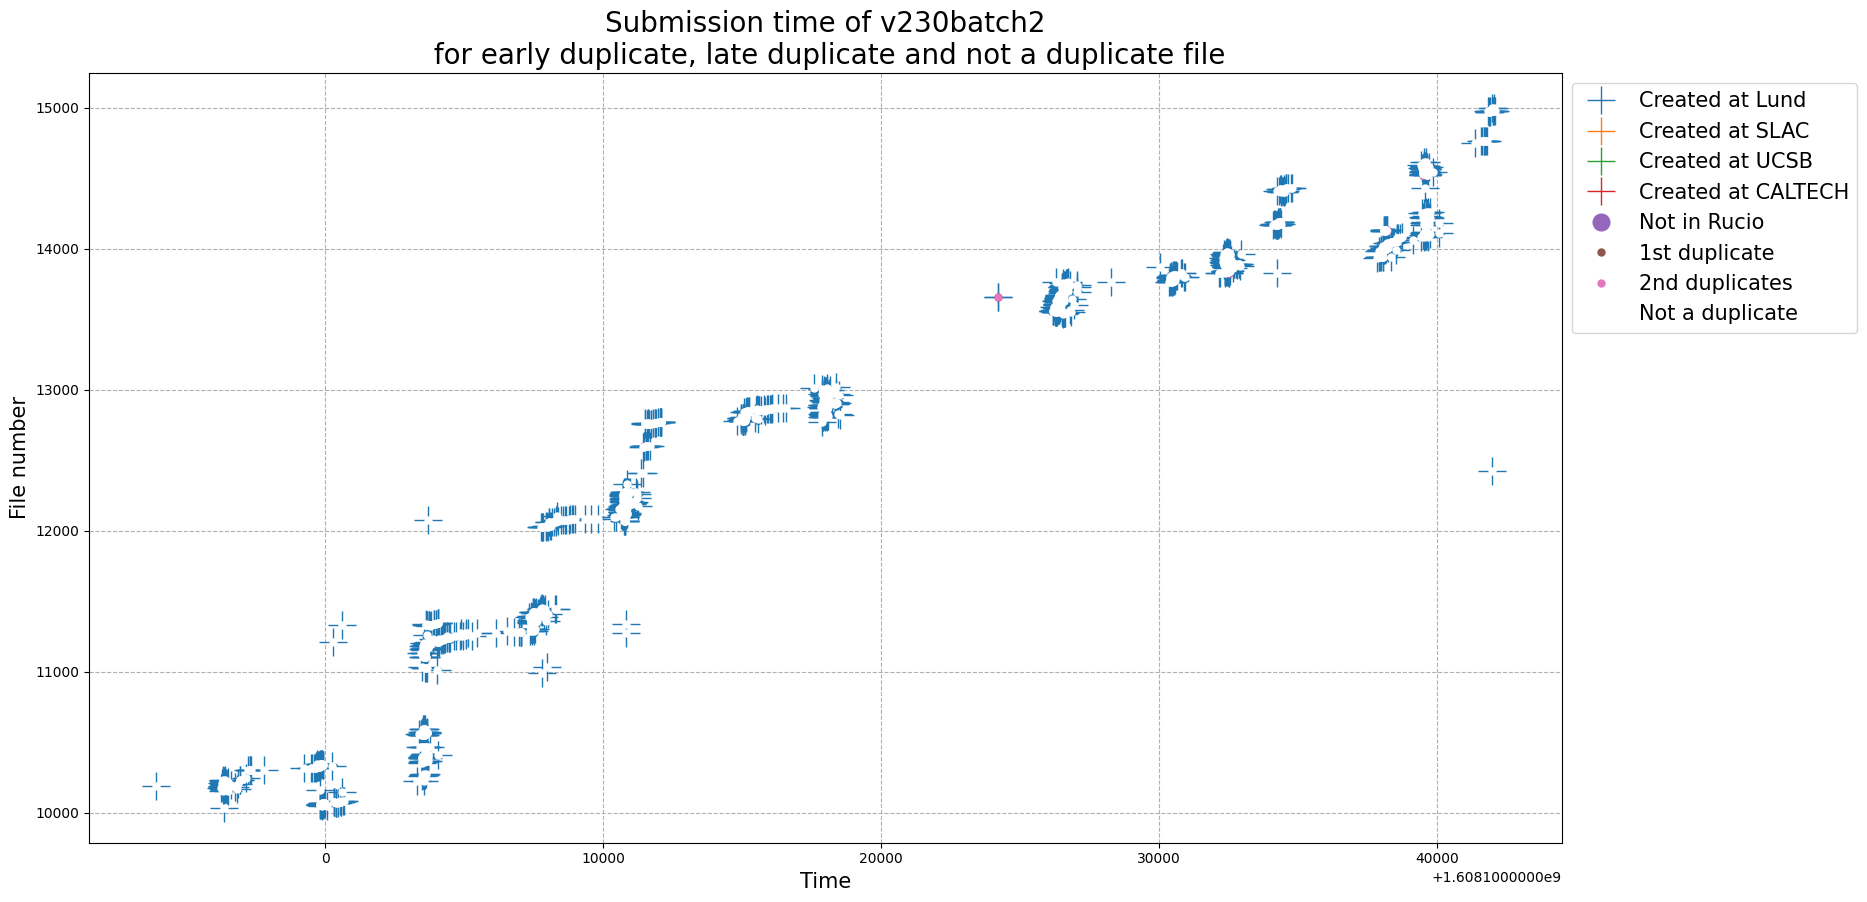 Submission time of v230batch2
for early duplicate, late duplicate and not a duplicate file
File number
15000
14000
13000
12000
11000
10000
0
10000
20000
30000
40000
+1.6081000000e9
Time
Created at Lund
Created at SLAC
Created at UCSB
Created at CALTECH
Not in Rucio
1st duplicate
2nd duplicates
Not a duplicate